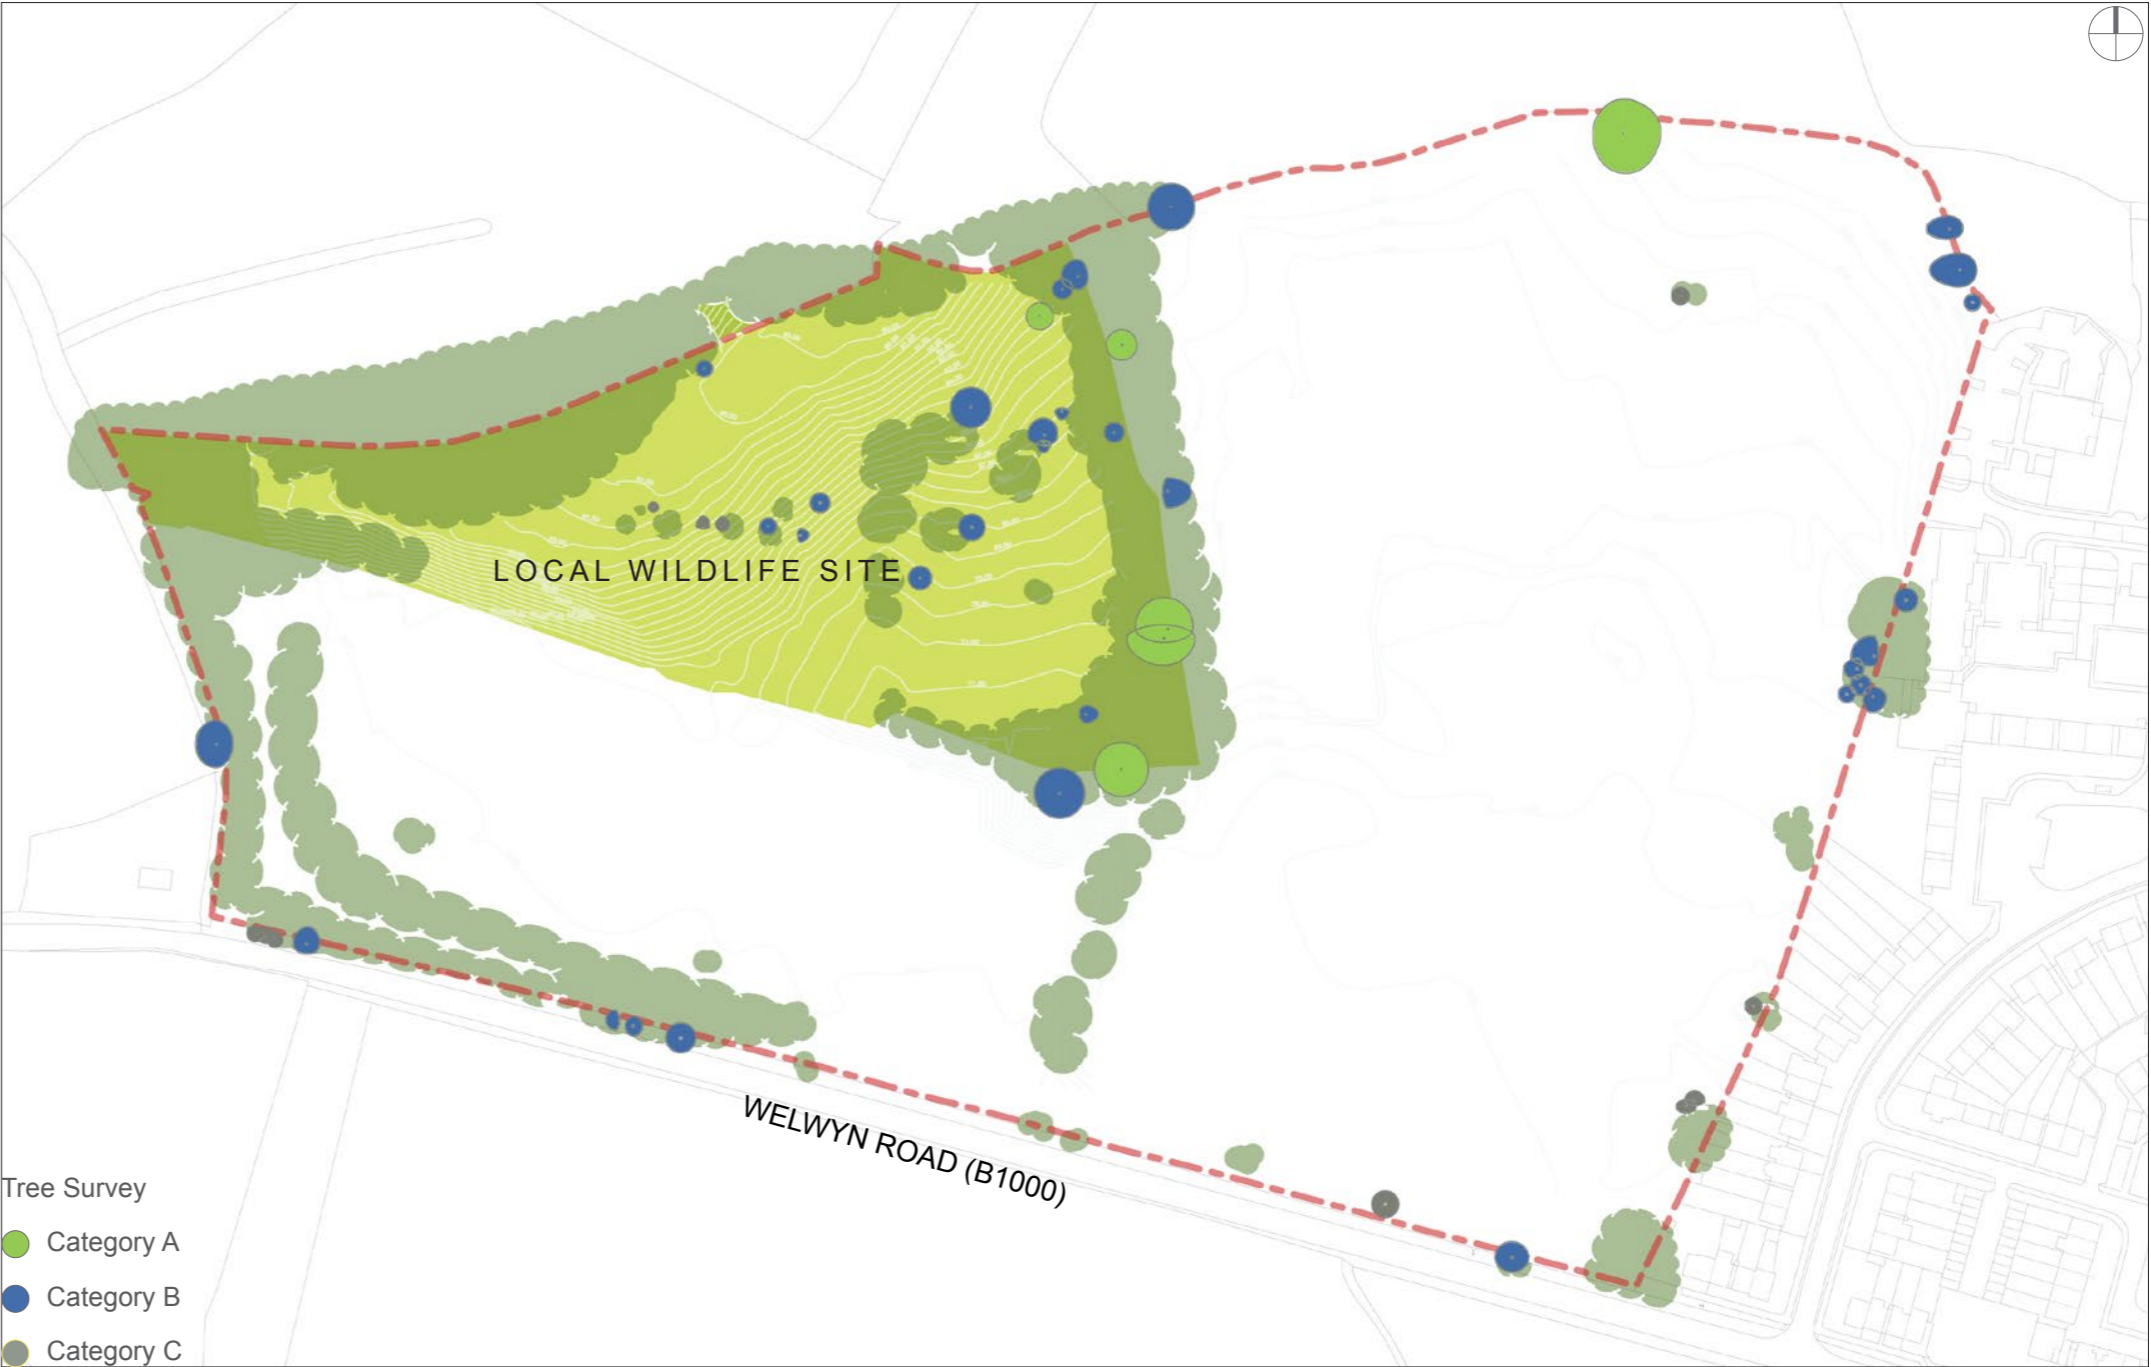 LOCAL WILDLIFE SITE
WELWYN ROAD (B1000)
Tree Survey
Category A
Category B
Category C